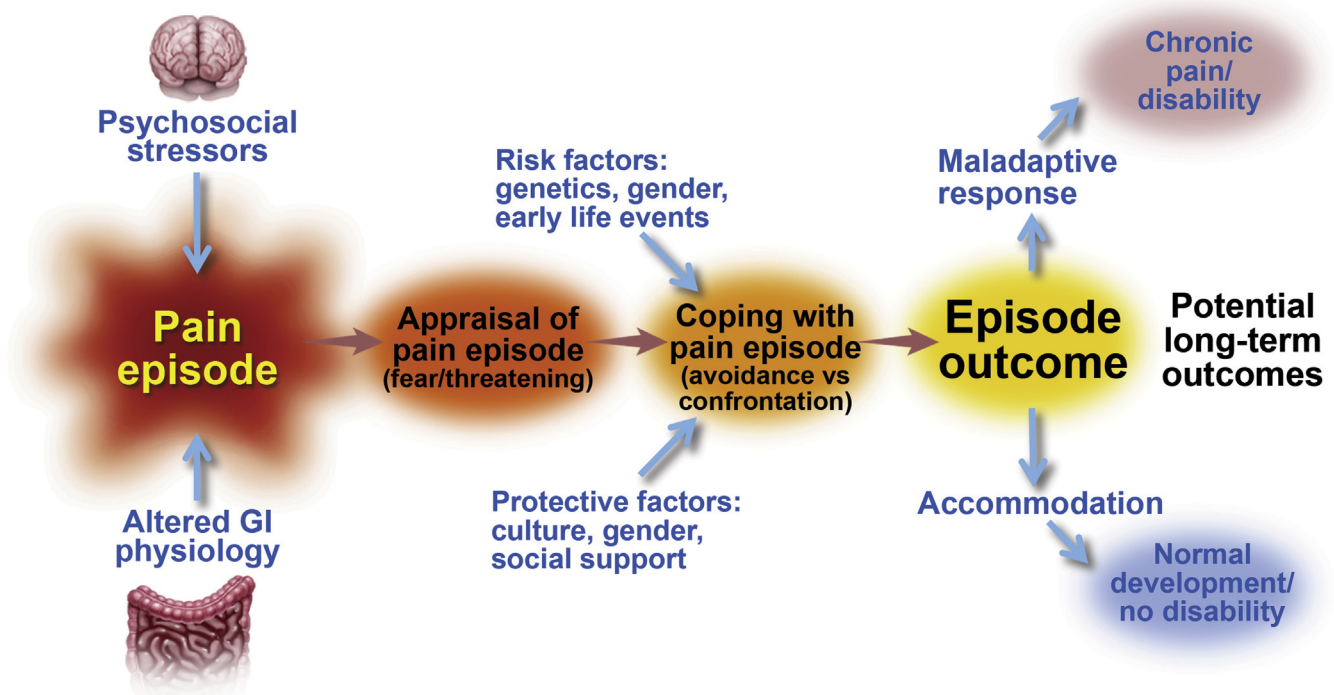 Psychosocial
stressors
Pain
episode
Altered GI
physiology
Appraisal of
pain episode
(fear/threatening)
Risk factors:
genetics, gender,
early life events
Coping with
pain episode
(avoidance vs
confrontation)
Protective factors:
culture, gender,
social support
Chronic
pain/
disability
Maladaptive
response
Episode
outcome
Potential
long-term
outcomes
Accommodation
Normal
development/
no disability